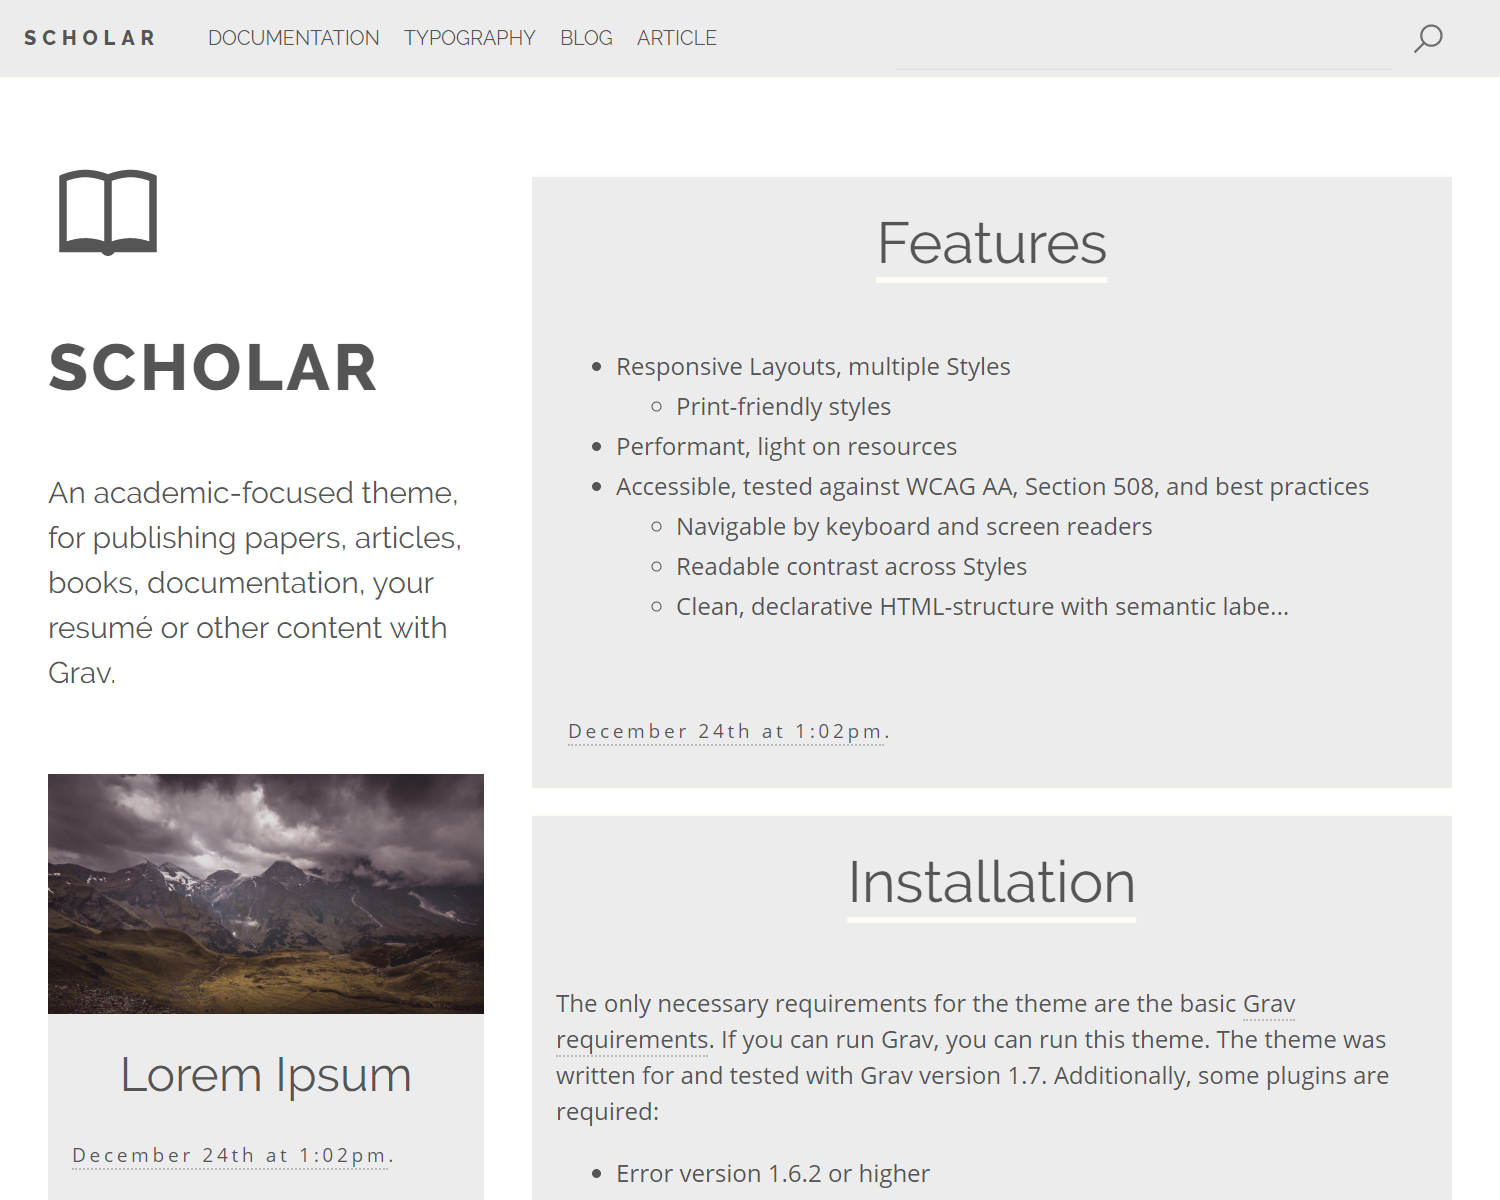 SCHOLAR
DOCUMENTATION TYPOGRAPHY BLOG ARTICLE
SCHOLAR
An academic-focused theme,
for publishing papers, articles,
books, documentation, your
resumé or other content with
Grav.
Lorem Ipsum
December 24th at 1:02pm.
Features
Responsive Layouts, multiple Styles
Print-friendly styles
Performant, light on resources
Accessible, tested against WCAG AA, Section 508, and best practices
Navigable by keyboard and screen readers
Readable contrast across Styles
Clean, declarative HTML-structure with semantic labe...
December 24th at 1:02pm.
Installation
The only necessary requirements for the theme are the basic Grav
requirements. If you can run Grav, you can run this theme. The theme was
written for and tested with Grav version 1.7. Additionally, some plugins are
required:
Error version 1.6.2 or higher